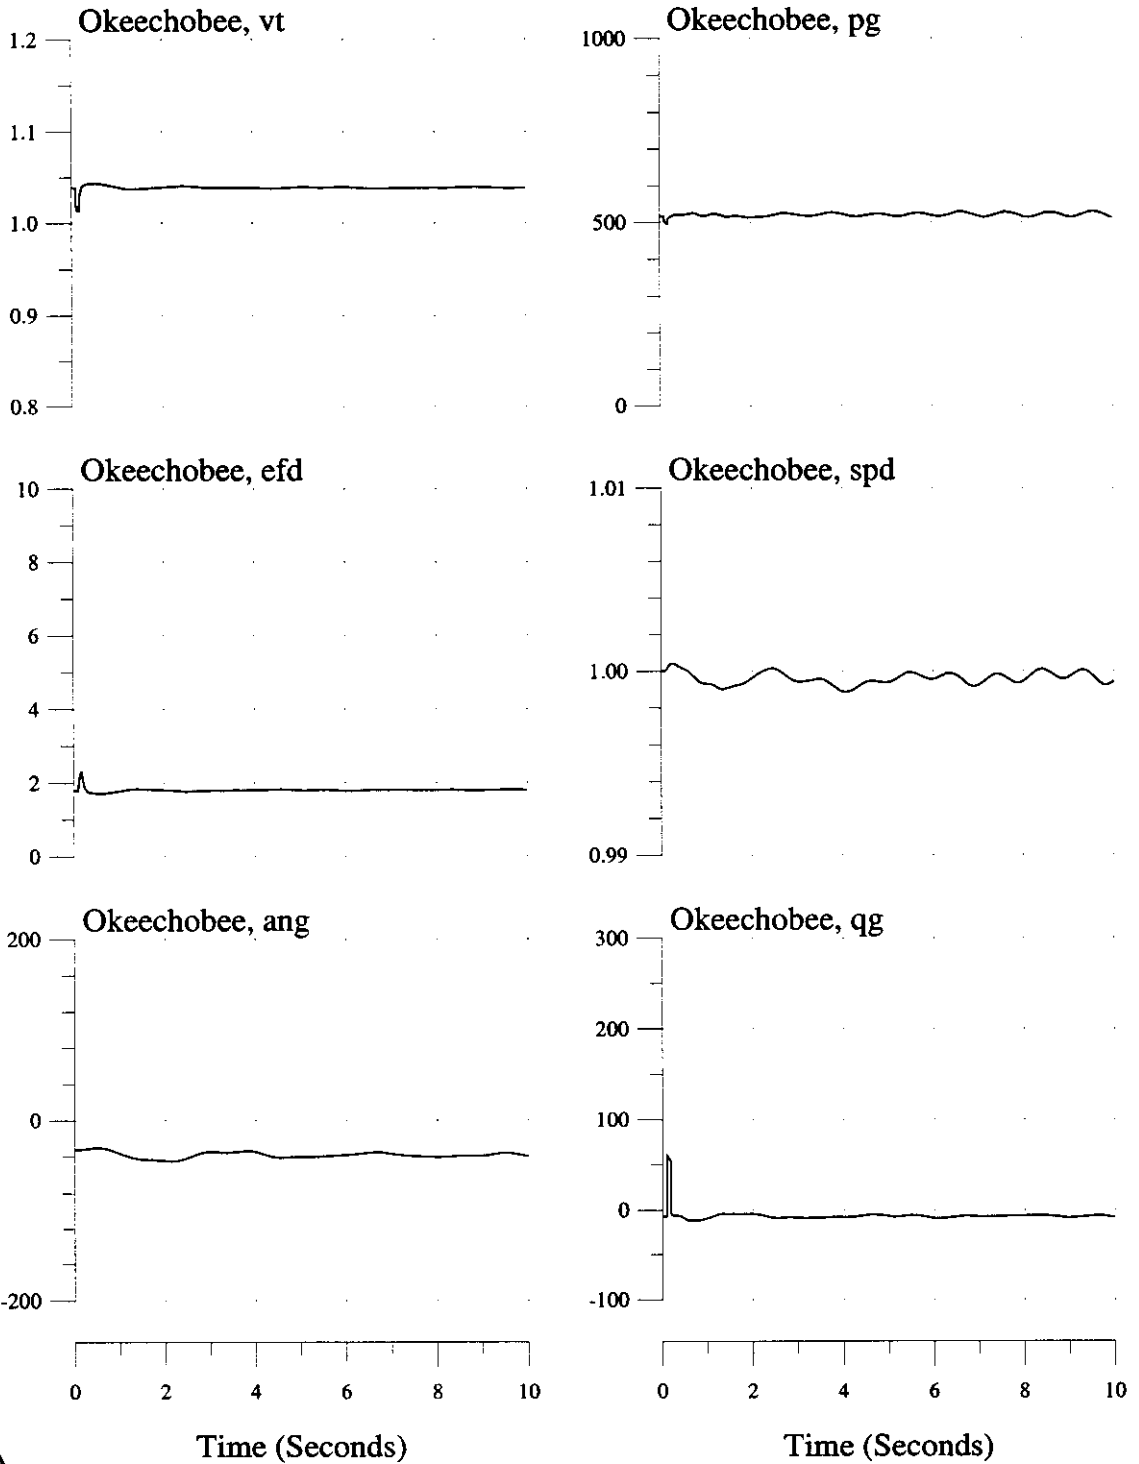 Okeechobee, vt
1.2
1.1
1.0
0.9
0.8
Okeechobee, pg
1000
500
0
Okeechobee, efd
10
8
6
4
2
0
Okeechobee, spd
1.01
1.00
0.99
Okeechobee, ang
200
0
-200
Okeechobee, qg
300
200
100
0
-100
0 2 4 6 8 10
Time (Seconds)
0 2 4 6 8 10
Time (Seconds)